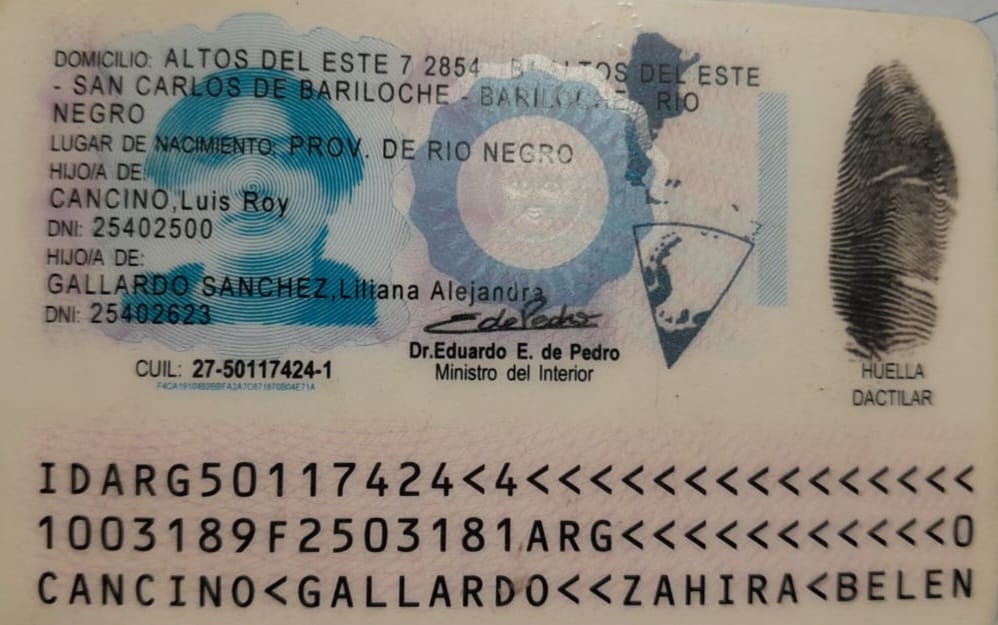 DOMICILIO: ALTOS DEL ESTE 7 2854 B° ALTOS DEL ESTE
- SAN CARLOS DE BARILOCHE - BARILOCHE - RIO
NEGRO
LUGAR DE NACIMIENTO: PROV. DE RIO NEGRO
HIJO/A DE:
CANCINO,Luis Roy
DNI: 25402500
HIJO/A DE:
GALLARDO SANCHEZ,Liliana Alejandra
DNI: 25402623
EdePedro
Dr.Eduardo E. de Pedro
Ministro del Interior
CUIL: 27-50117424-1
HUELLA
DACTILAR
IDARG50117424<4<<<<<<<<<<<<<<<
1003189F2503181ARG<<<<<<<<<<<0
CANCINO<GALLARDO<<ZAHIRA<BELEN